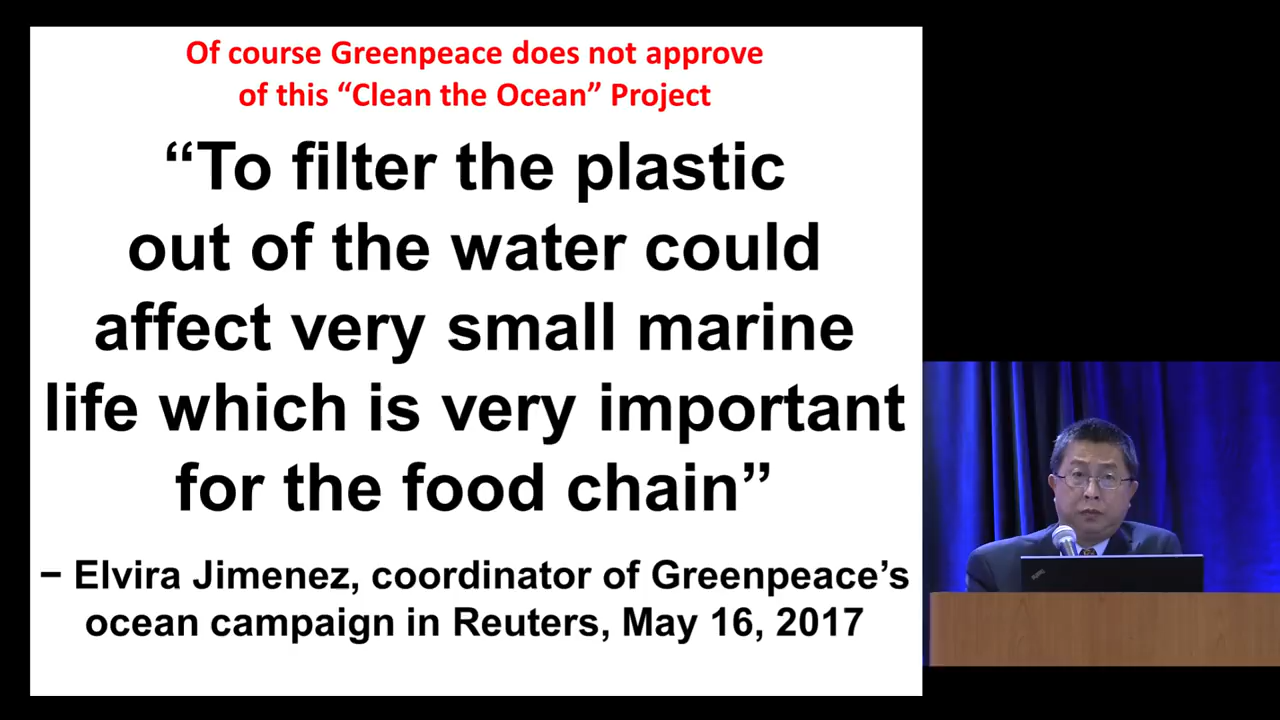 Of course Greenpeace does not approve
of this “Clean the Ocean” Project
“To filter the plastic
out of the water could
affect very small marine
life which is very important
for the food chain”
− Elvira Jimenez, coordinator of Greenpeace’s
ocean campaign in Reuters, May 16, 2017